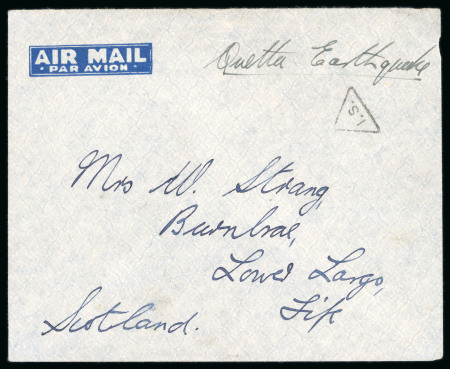 AIR MAIL
PAR AVION
Quetta Earthquake
I.S.
Mrs W. Strang,
Burnbrae,
Lower Largo,
Fife
Scotland.